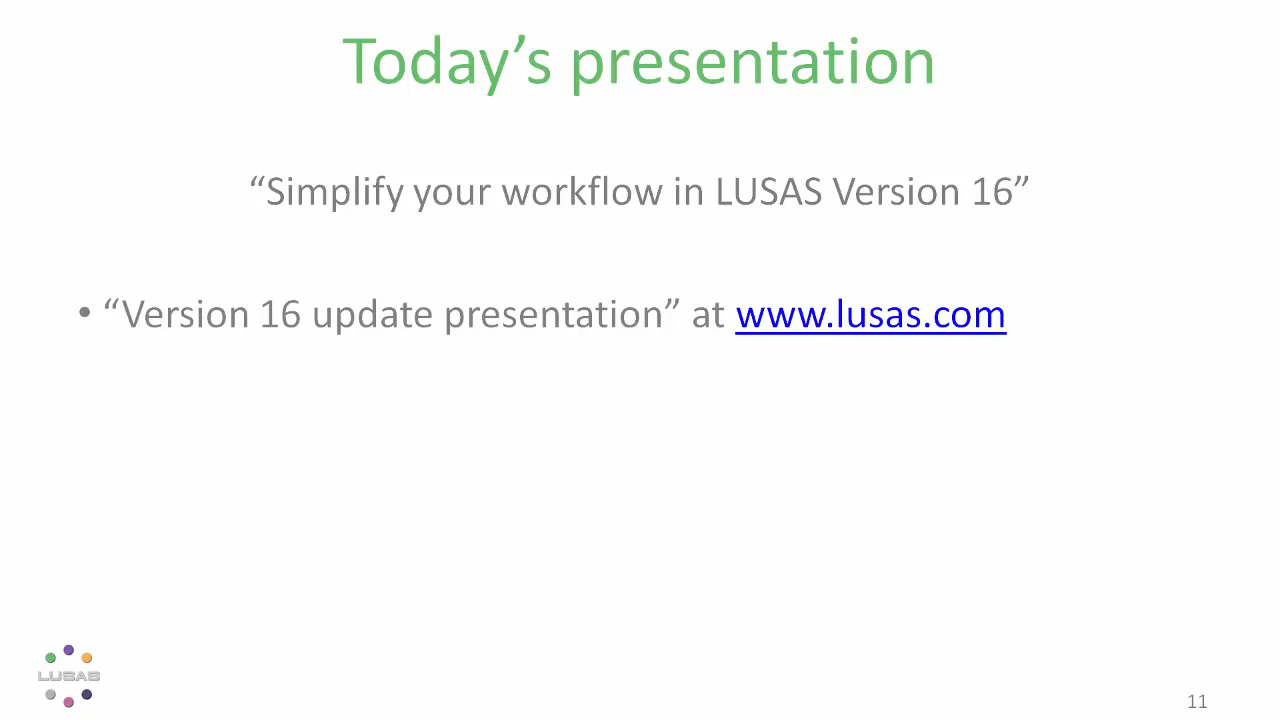 Today’s presentation
“Simplify your workflow in LUSAS Version 16”
• “Version 16 update presentation” at www.lusas.com
LUSAS
11